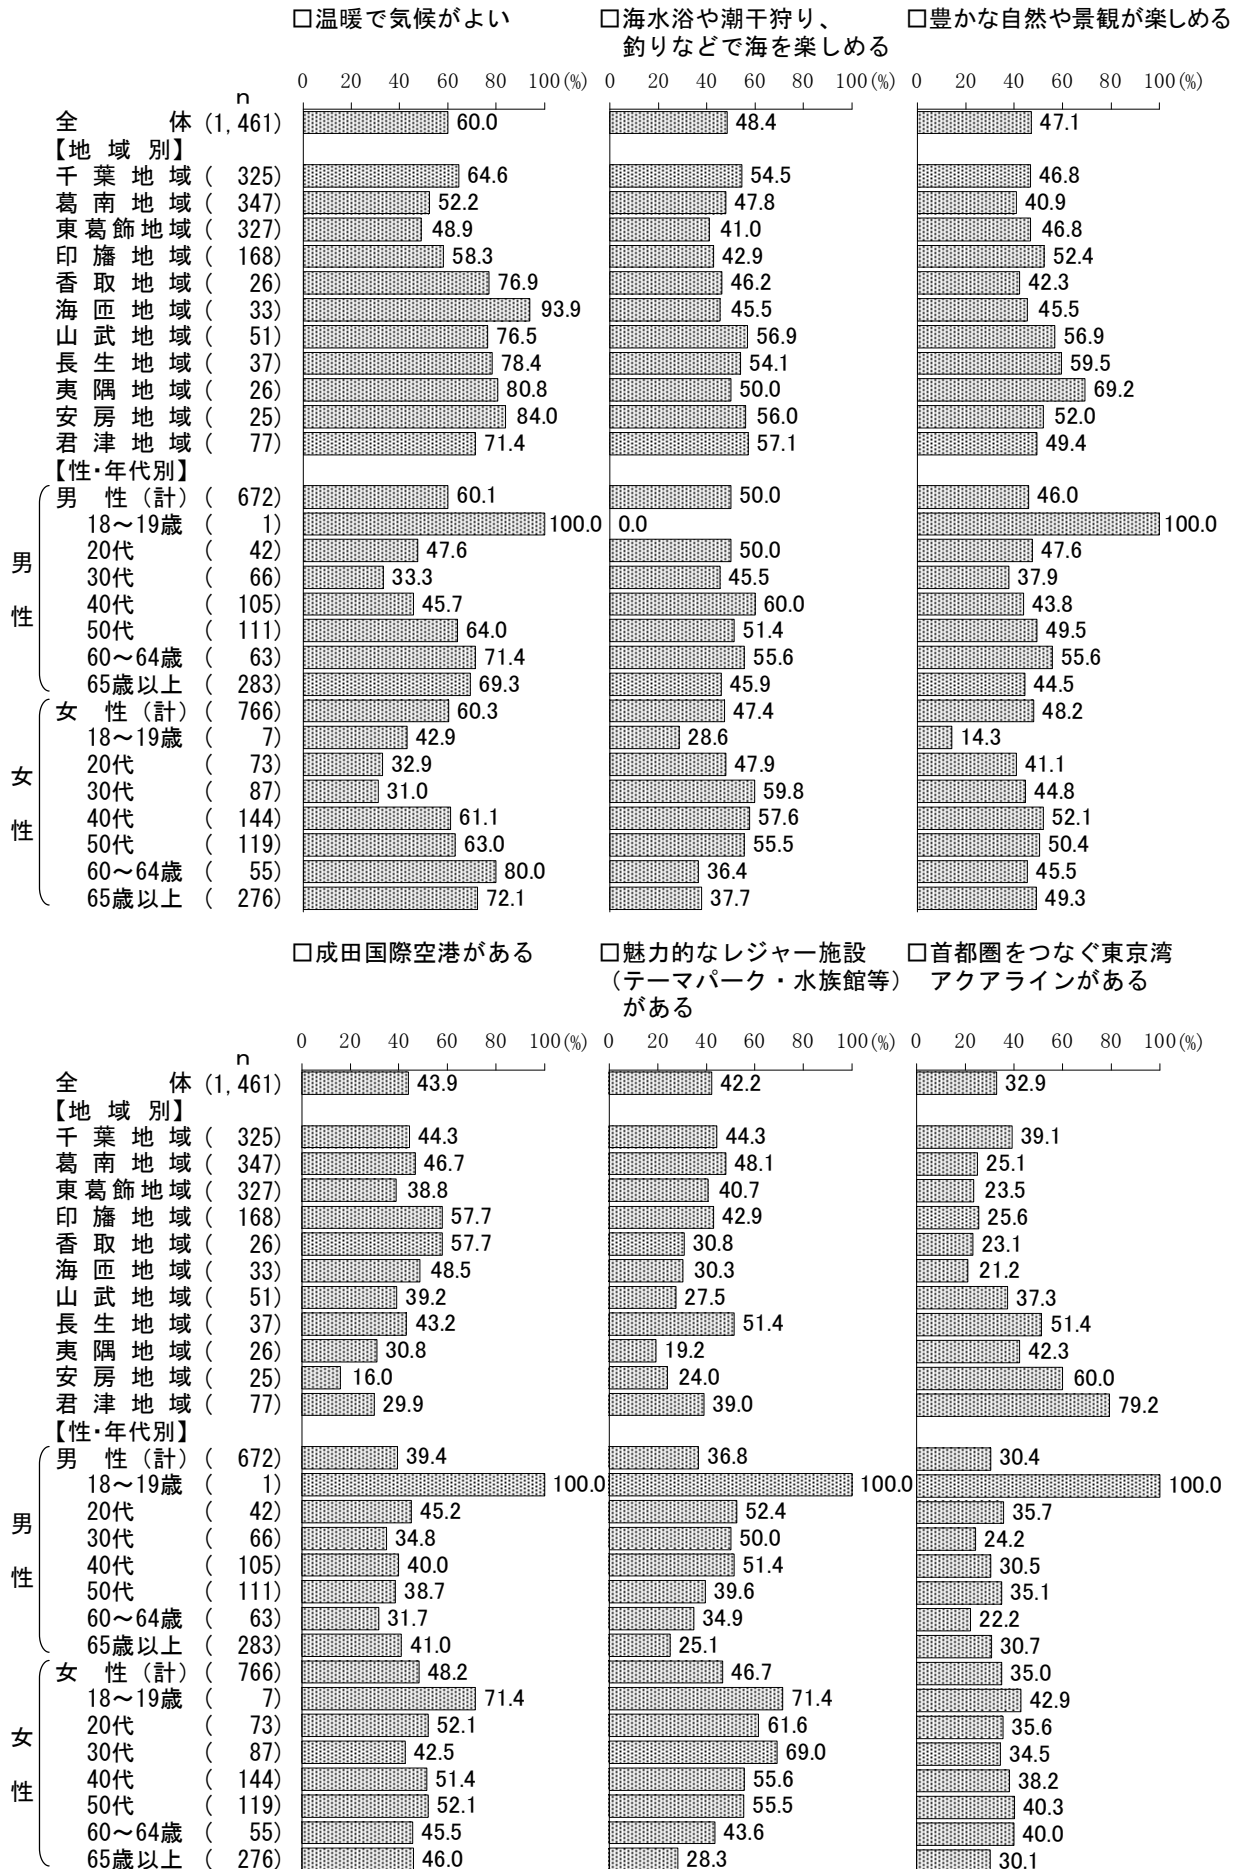 □温暖で気候がよい
□海水浴や潮干狩り、
釣りなどで海を楽しめる
□豊かな自然や景観が楽しめる
0 20 40 60 80 100(%) 0 20 40 60 80 100(%) 0 20 40 60 80 100(%)
n
全 体 (1,461) 60.0 48.4 47.1
【地 域 別】
千 葉 地 域 ( 325) 64.6 54.5 46.8
葛 南 地 域 ( 347) 52.2 47.8 40.9
東葛飾地域 ( 327) 48.9 41.0 46.8
印 旛 地 域 ( 168) 58.3 42.9 52.4
香 取 地 域 ( 26) 76.9 46.2 42.3
海 匝 地 域 ( 33) 93.9 45.5 45.5
山 武 地 域 ( 51) 76.5 56.9 56.9
長 生 地 域 ( 37) 78.4 54.1 59.5
夷 隅 地 域 ( 26) 80.8 50.0 69.2
安 房 地 域 ( 25) 84.0 56.0 52.0
君 津 地 域 ( 77) 71.4 57.1 49.4
【性・年代別】
男 性（計） ( 672) 60.1 50.0 46.0
18～19歳 ( 1) 100.0 0.0 100.0
20代 ( 42) 47.6 50.0 47.6
30代 ( 66) 33.3 45.5 37.9
40代 ( 105) 45.7 60.0 43.8
50代 ( 111) 64.0 51.4 49.5
60～64歳 ( 63) 71.4 55.6 55.6
65歳以上 ( 283) 69.3 45.9 44.5
男
性
女 性（計） ( 766) 60.3 47.4 48.2
18～19歳 ( 7) 42.9 28.6 14.3
20代 ( 73) 32.9 47.9 41.1
30代 ( 87) 31.0 59.8 44.8
40代 ( 144) 61.1 57.6 52.1
50代 ( 119) 63.0 55.5 50.4
60～64歳 ( 55) 80.0 36.4 45.5
65歳以上 ( 276) 72.1 37.7 49.3
女
性
□成田国際空港がある
□魅力的なレジャー施設
（テーマパーク・水族館等）
がある
□首都圏をつなぐ東京湾
アクアラインがある
0 20 40 60 80 100(%) 0 20 40 60 80 100(%) 0 20 40 60 80 100(%)
n
全 体 (1,461) 43.9 42.2 32.9
【地 域 別】
千 葉 地 域 ( 325) 44.3 44.3 39.1
葛 南 地 域 ( 347) 46.7 48.1 25.1
東葛飾地域 ( 327) 38.8 40.7 23.5
印 旛 地 域 ( 168) 57.7 42.9 25.6
香 取 地 域 ( 26) 57.7 30.8 23.1
海 匝 地 域 ( 33) 48.5 30.3 21.2
山 武 地 域 ( 51) 39.2 27.5 37.3
長 生 地 域 ( 37) 43.2 51.4 51.4
夷 隅 地 域 ( 26) 30.8 19.2 42.3
安 房 地 域 ( 25) 16.0 24.0 60.0
君 津 地 域 ( 77) 29.9 39.0 79.2
【性・年代別】
男 性（計） ( 672) 39.4 36.8 30.4
18～19歳 ( 1) 100.0 100.0 100.0
20代 ( 42) 45.2 52.4 35.7
30代 ( 66) 34.8 50.0 24.2
40代 ( 105) 40.0 51.4 30.5
50代 ( 111) 38.7 39.6 35.1
60～64歳 ( 63) 31.7 34.9 22.2
65歳以上 ( 283) 41.0 25.1 30.7
男
性
女 性（計） ( 766) 48.2 46.7 35.0
18～19歳 ( 7) 71.4 71.4 42.9
20代 ( 73) 52.1 61.6 35.6
30代 ( 87) 42.5 69.0 34.5
40代 ( 144) 51.4 55.6 38.2
50代 ( 119) 52.1 55.5 40.3
60～64歳 ( 55) 45.5 43.6 40.0
65歳以上 ( 276) 46.0 28.3 30.1
女
性